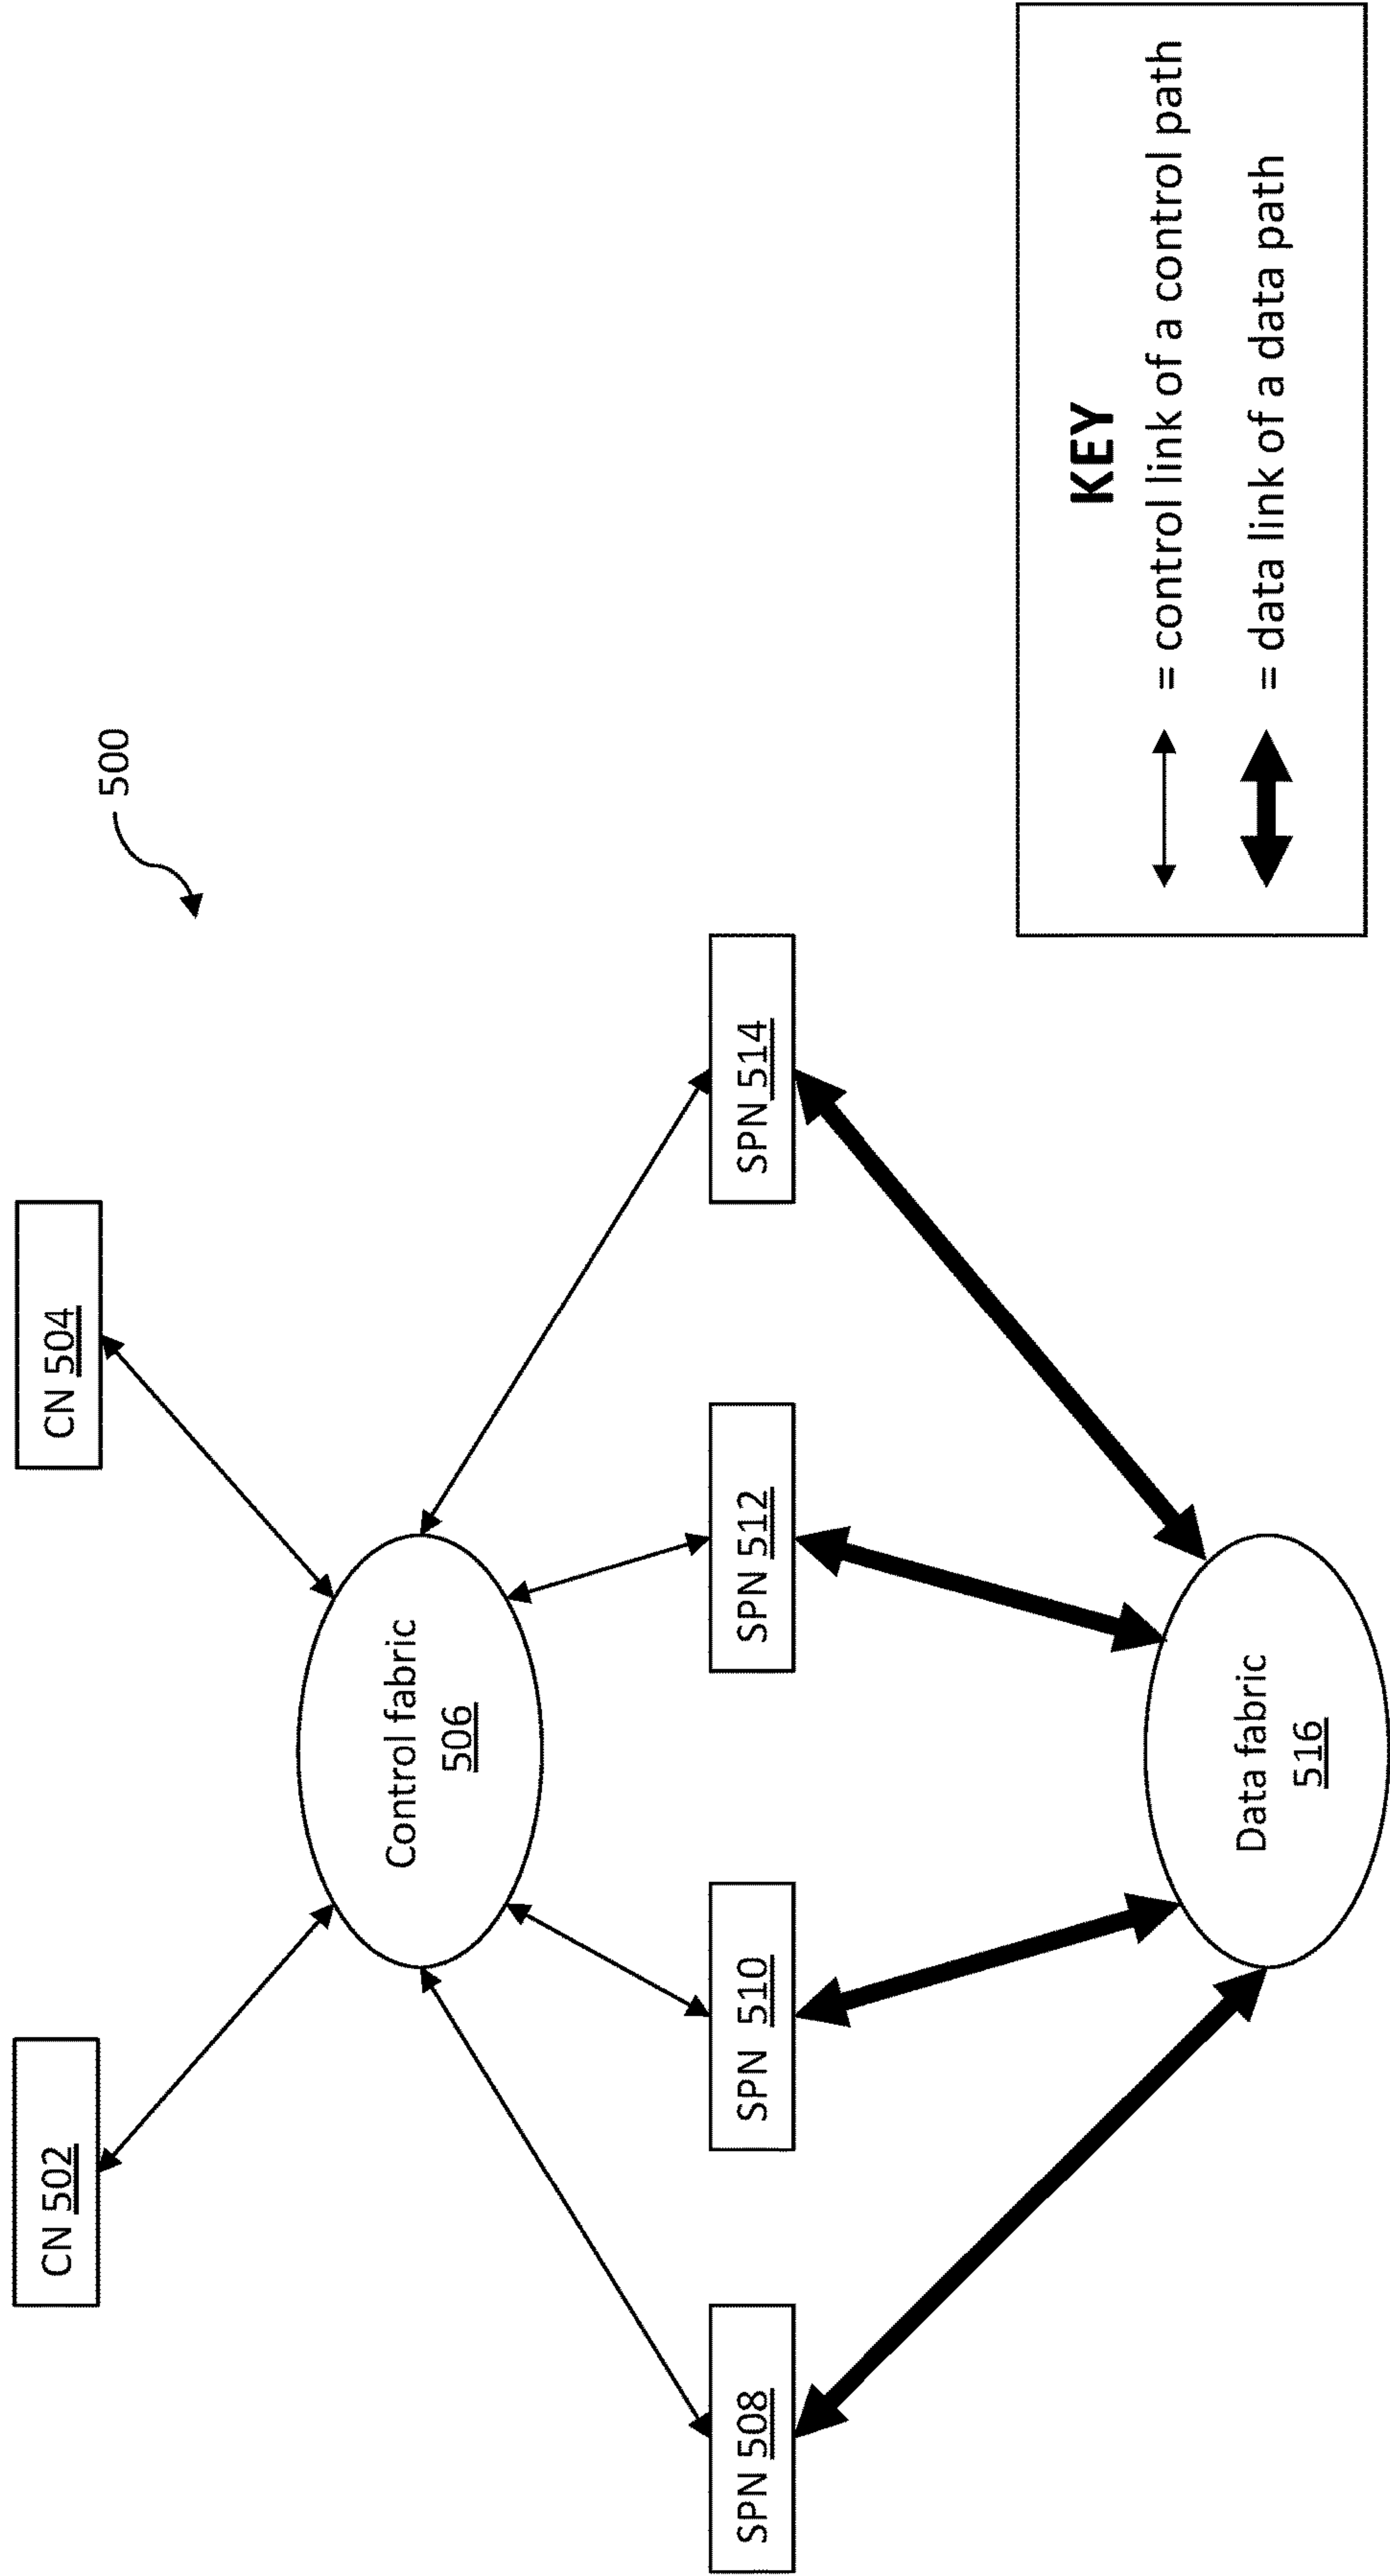 500
CN 502
CN 504
Control fabric
506
SPN 508
SPN 510
SPN 512
SPN 514
Data fabric
516
KEY
= control link of a control path
= data link of a data path